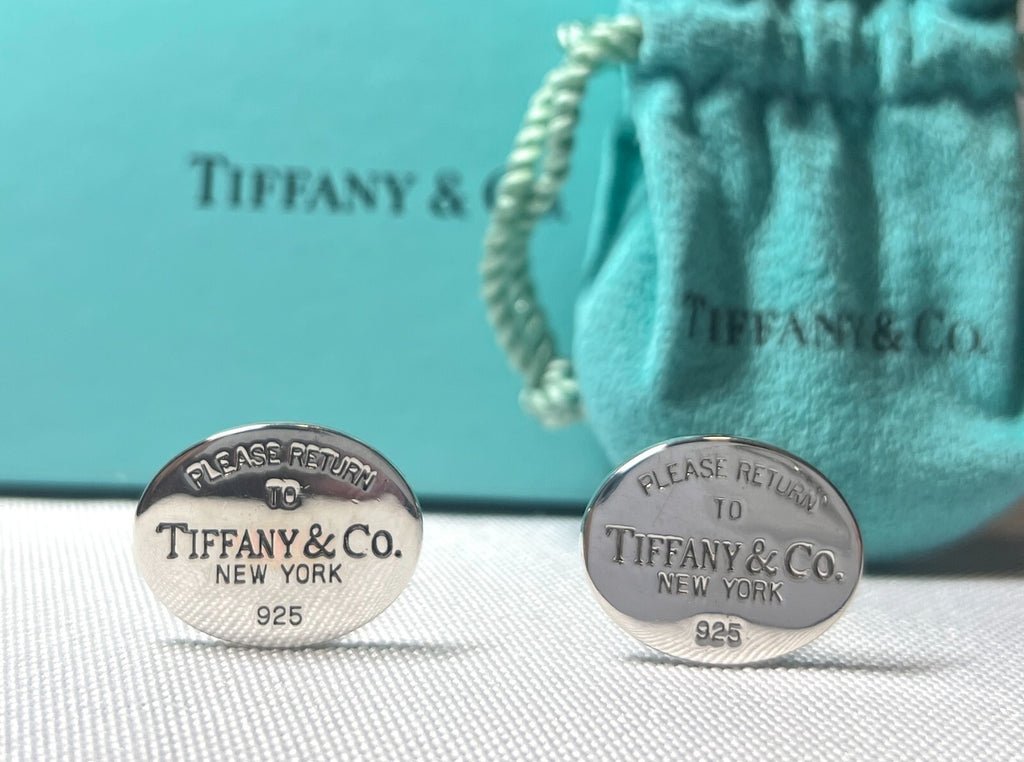 TIFFANY & Co.
TIFFANY & Co.
PLEASE RETURN
TO
TIFFANY & Co.
NEW YORK
925
PLEASE RETURN
TO
TIFFANY & Co.
NEW YORK
925